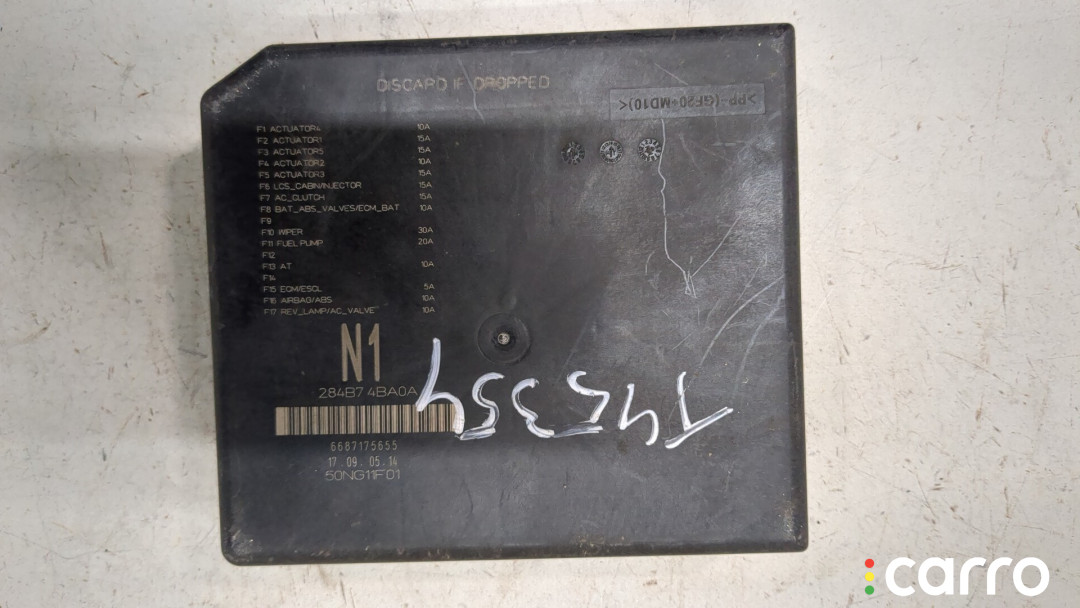 DISCARD IF DROPPED
>PP-(GF20+MD10)<
F1 ACTUATOR4 10A
F2 ACTUATOR1 15A
F3 ACTUATOR5 15A
F4 ACTUATOR2 10A
F5 ACTUATOR3 15A
F6 LCS_CABIN/INJECTOR 15A
F7 AC_CLUTCH 15A
F8 BAT_ABS_VALVES/ECM_BAT 10A
F9
F10 WIPER 30A
F11 FUEL PUMP 20A
F12
F13 AT 10A
F14
F15 ECM/ESCL 5A
F16 AIRBAG/ABS 10A
F17 REV_LAMP/AC_VALVE 10A
N1
284B7 4BA0A
6687175655
17.09.05.14
50NG11F01
T45354
carro